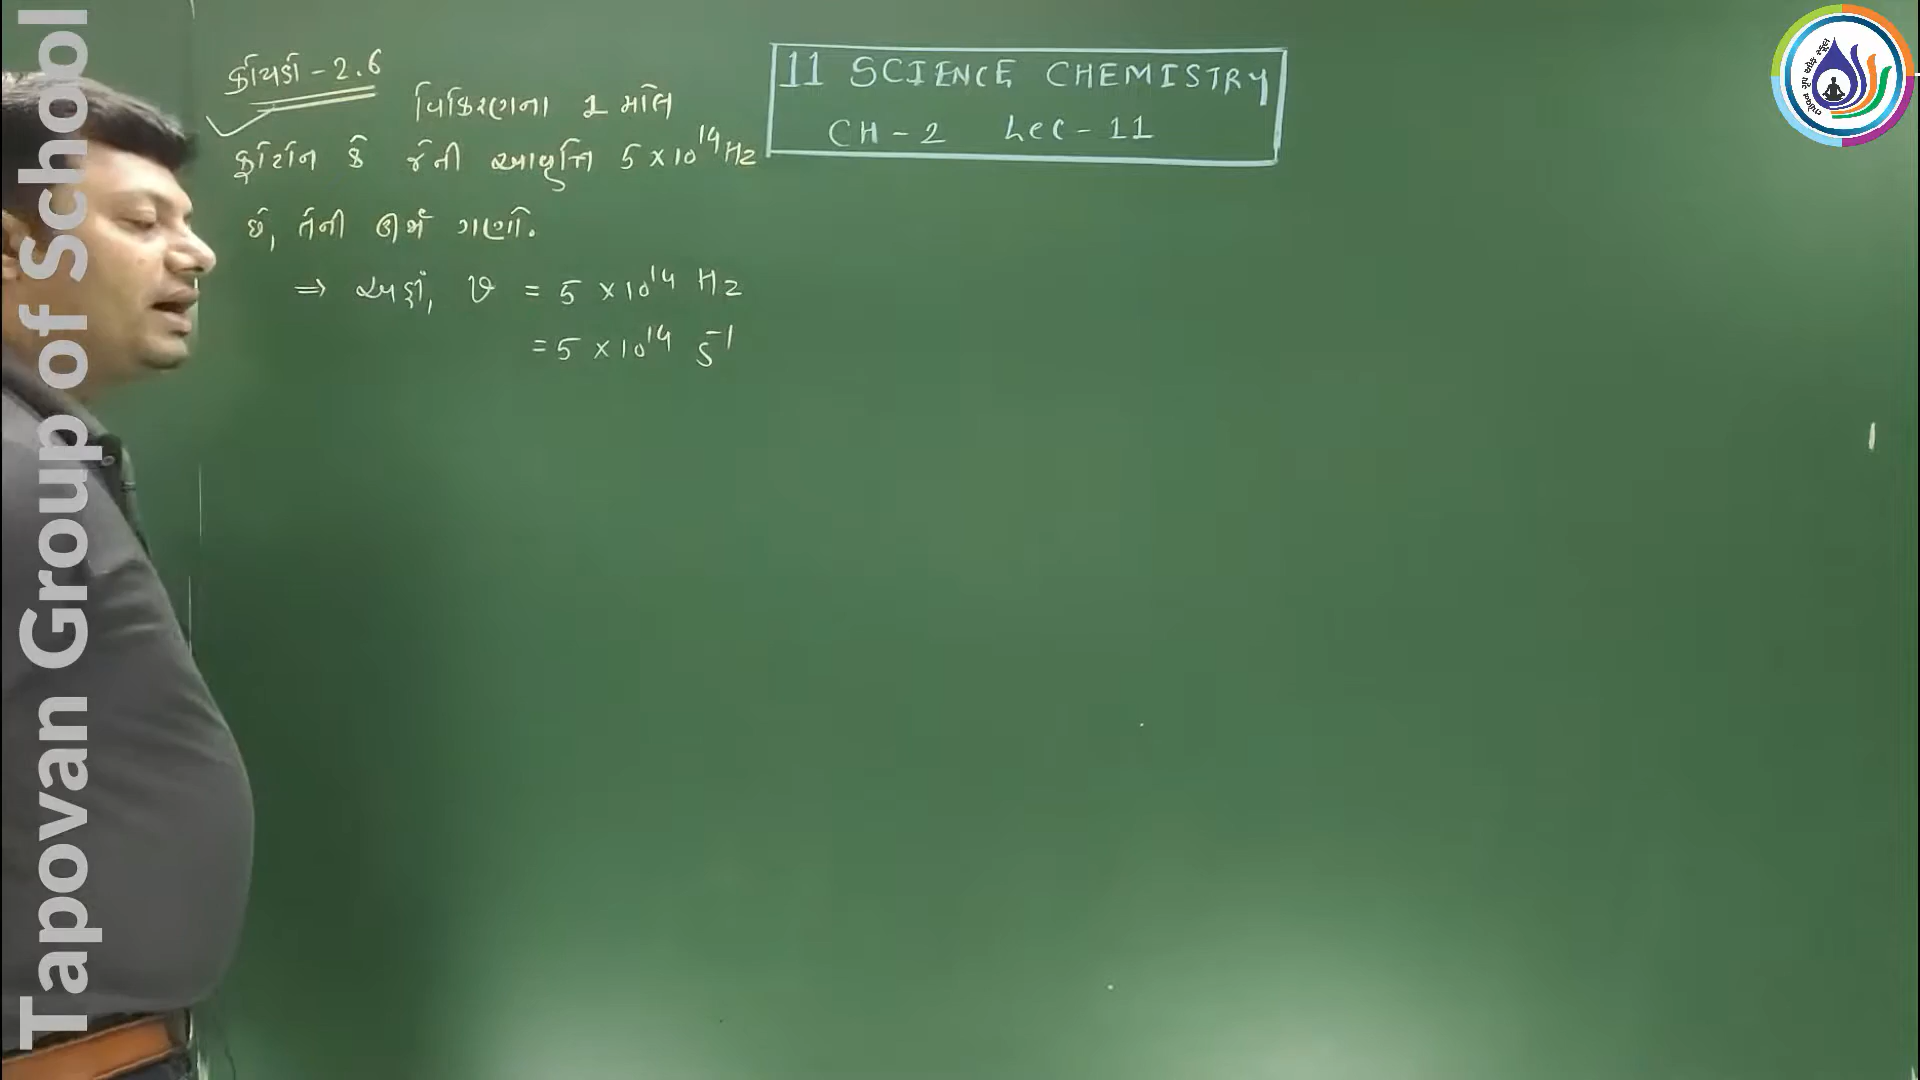 કોયડો - 2.6
વિકિરણના 1 મોલ
ફોટોન કે જેની આવૃત્તિ 5 × 10¹⁴ Hz
છે, તેની ઊર્જા ગણો.
⇒ અહીં, υ = 5 × 10¹⁴ Hz
= 5 × 10¹⁴ s⁻¹
11 SCIENCE CHEMISTRY
CH - 2 Lec - 11
Tapovan Group of School